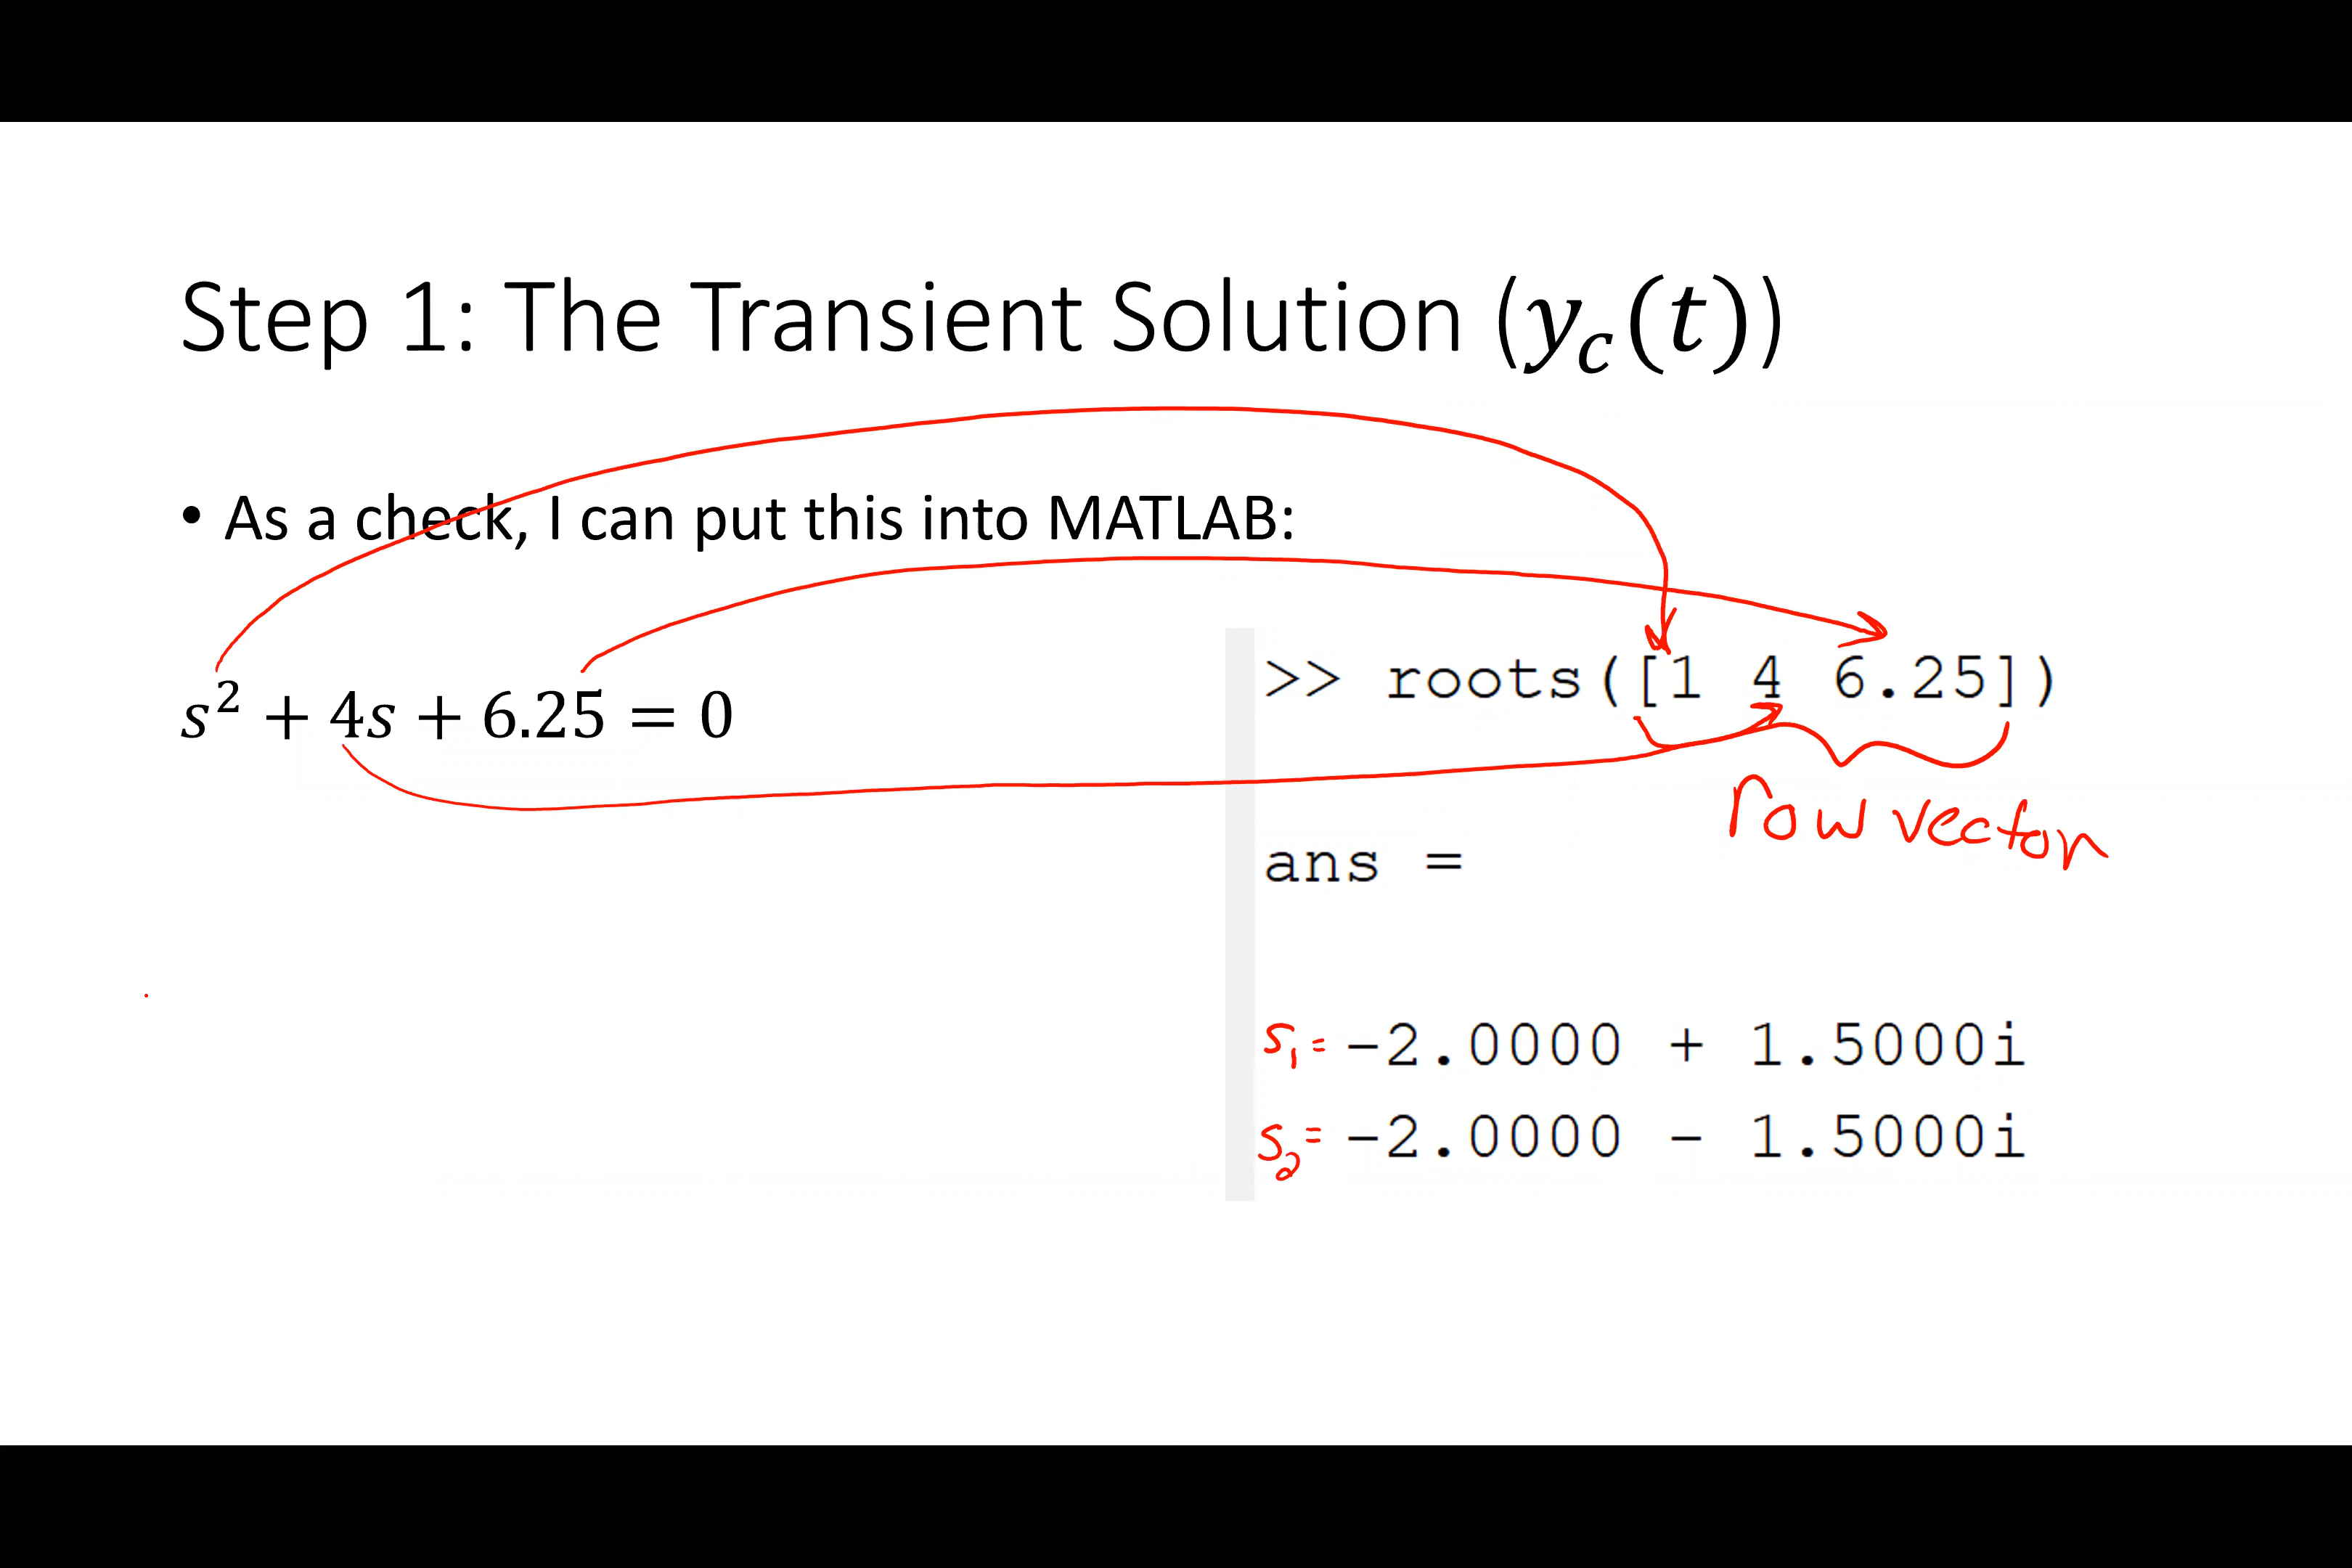 Step 1: The Transient Solution (y_c(t))
• As a check, I can put this into MATLAB:
s² + 4s + 6.25 = 0
>> roots([1 4 6.25])
row vector
ans =
s₁ = -2.0000 + 1.5000i
s₂ = -2.0000 - 1.5000i